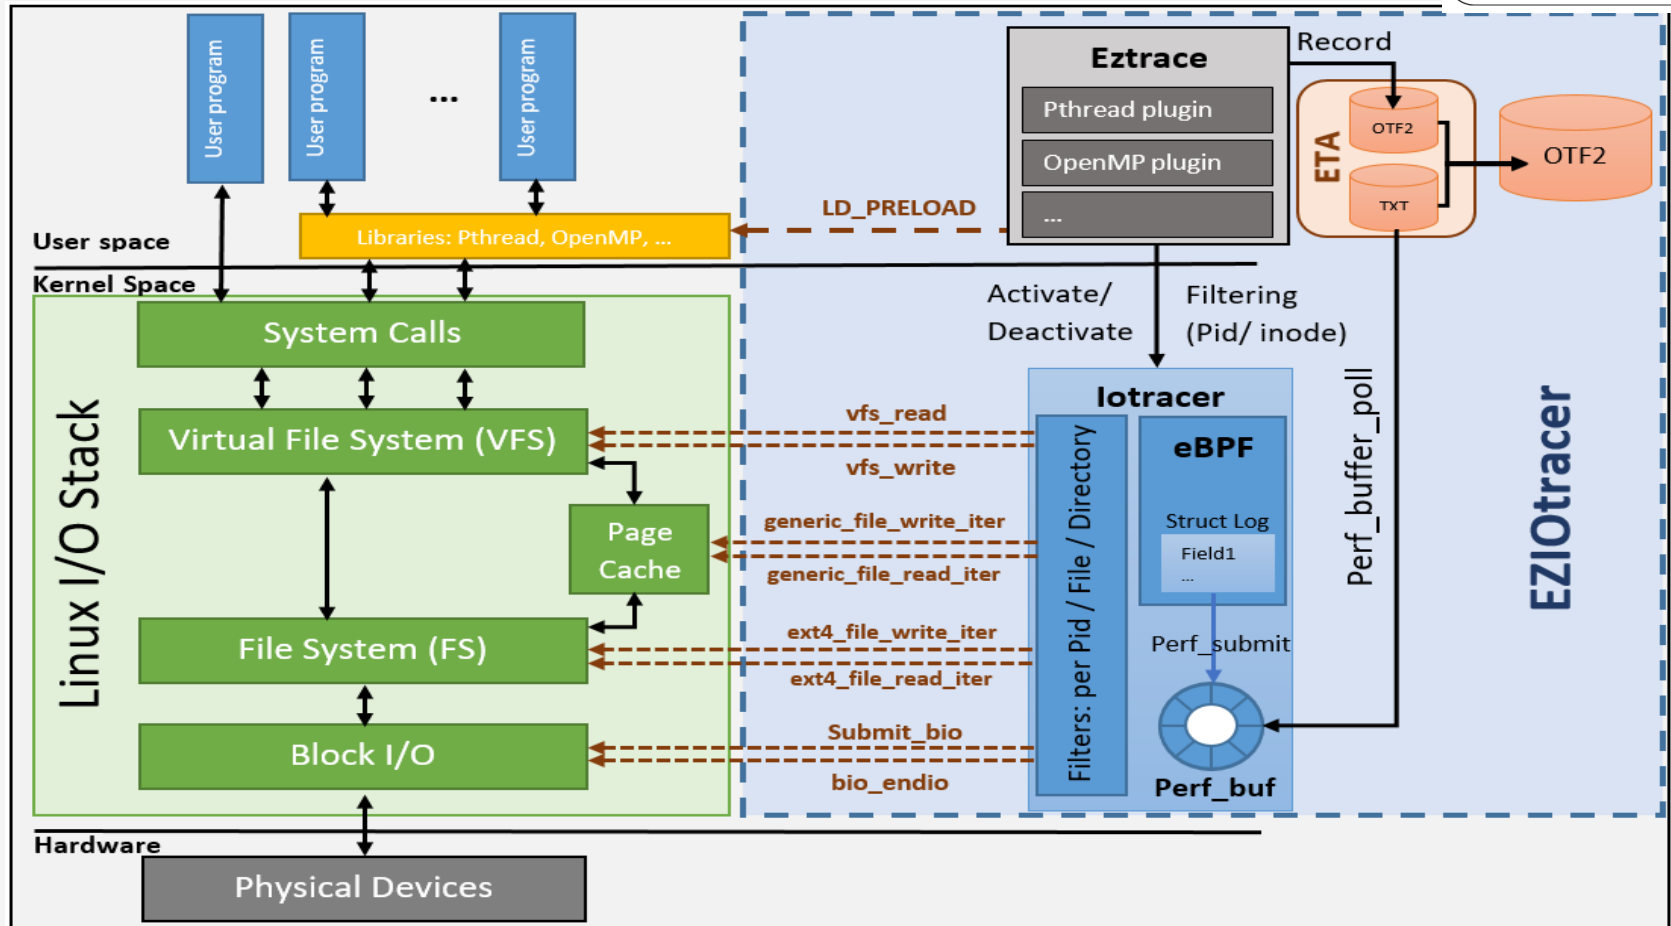 User program
User program
...
User program
Libraries: Pthread, OpenMP, ...
User space
Kernel Space
Linux I/O Stack
System Calls
Virtual File System (VFS)
Page
Cache
File System (FS)
Block I/O
Hardware
Physical Devices
LD_PRELOAD
vfs_read
vfs_write
generic_file_write_iter
generic_file_read_iter
ext4_file_write_iter
ext4_file_read_iter
Submit_bio
bio_endio
Eztrace
Pthread plugin
OpenMP plugin
...
Record
ETA
OTF2
TXT
OTF2
Activate/
Deactivate
Filtering
(Pid/ inode)
Iotracer
Filters: per Pid / File / Directory
eBPF
Struct Log
Field1
...
Perf_submit
Perf_buf
Perf_buffer_poll
EZIOtracer